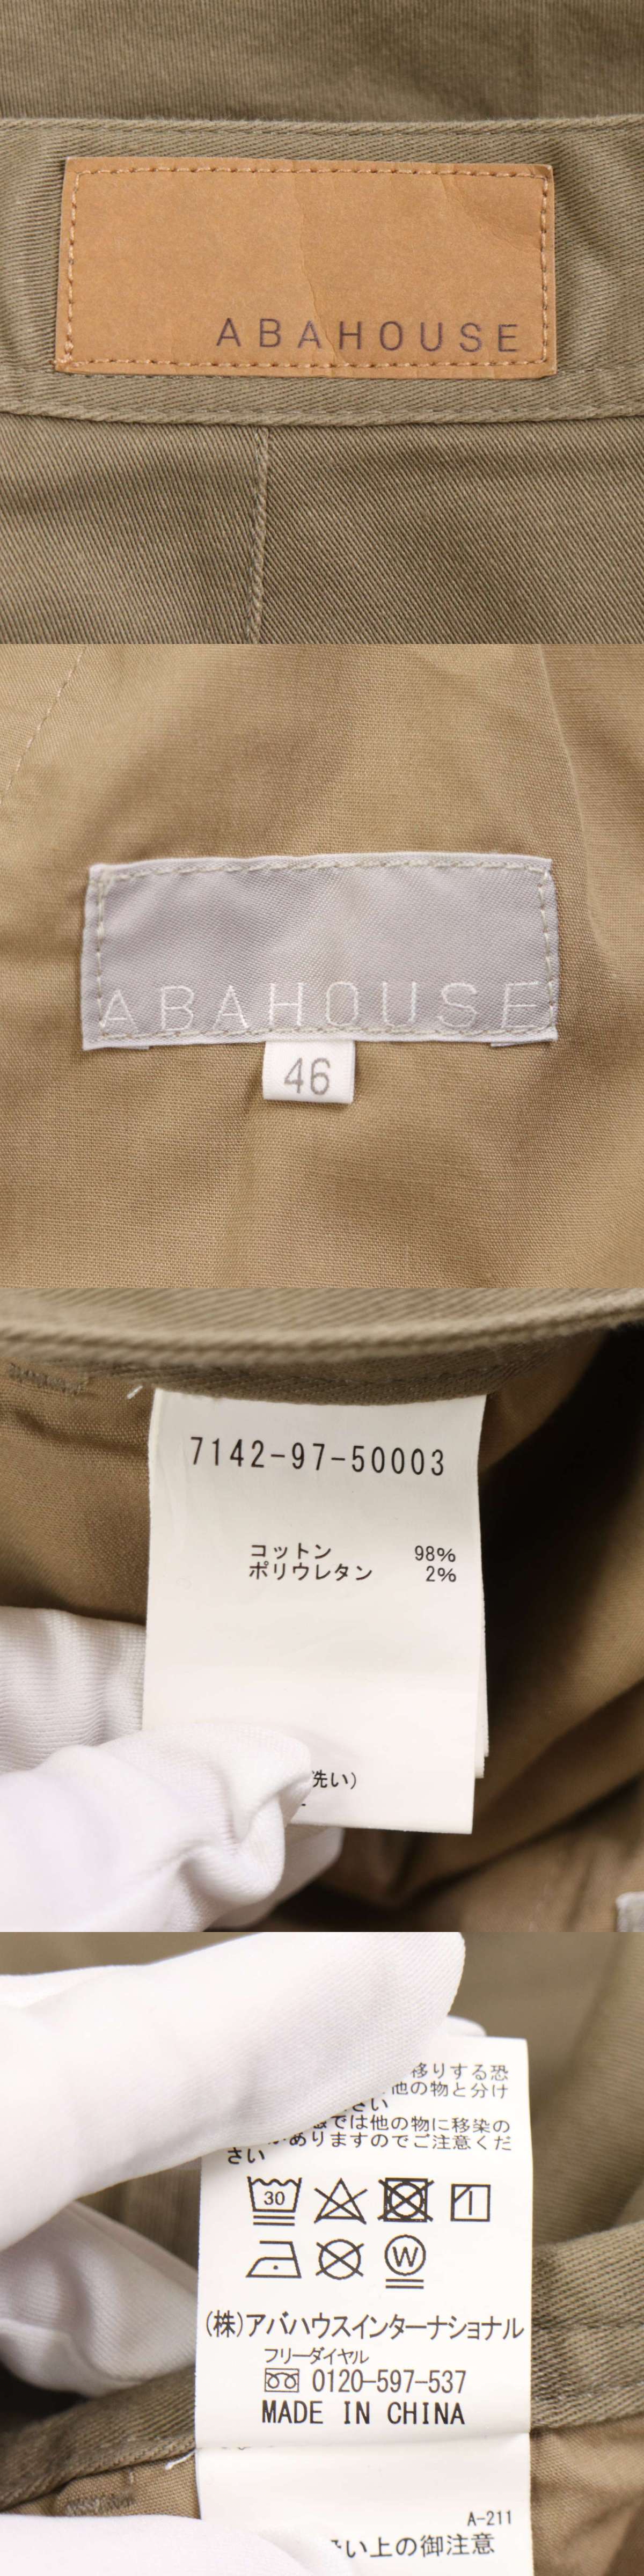 ABAHOUSE
ABAHOUSE
46
7142-97-50003
コットン 98%
ポリウレタン 2%
洗い)
移りする恐
他の物と分け
さい
では他の物に移染の
ありますのでご注意くだ
さい
30
W
(株)アバハウスインターナショナル
フリーダイヤル
0120-597-537
MADE IN CHINA
A-211
い上の御注意